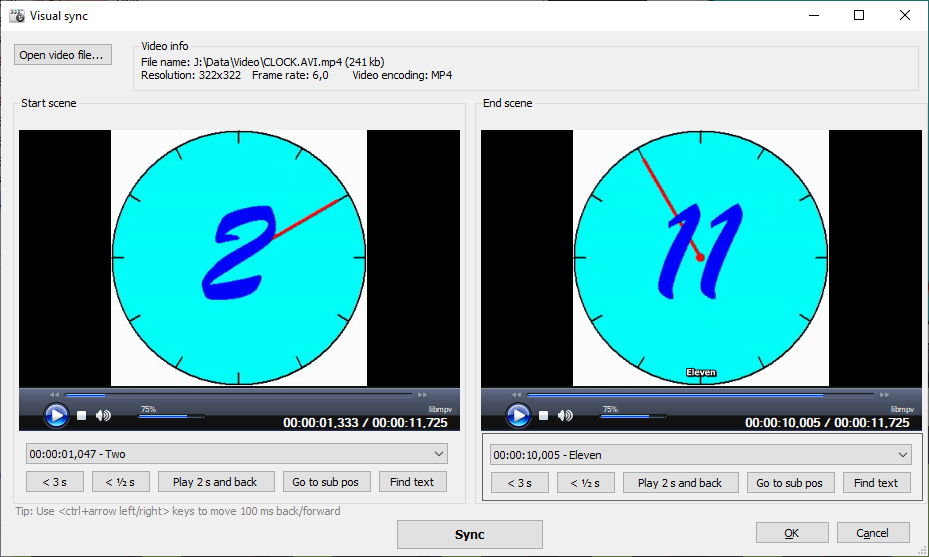 Visual sync
Open video file...
Video info
File name: J:\Data\Video\CLOCK.AVI.mp4 (241 kb)
Resolution: 322x322 Frame rate: 6,0 Video encoding: MP4
Start scene
2
75%
libmpv
00:00:01,333 / 00:00:11,725
00:00:01,047 - Two
< 3 s
< ½ s
Play 2 s and back
Go to sub pos
Find text
End scene
11
Eleven
75%
libmpv
00:00:10,005 / 00:00:11,725
00:00:10,005 - Eleven
< 3 s
< ½ s
Play 2 s and back
Go to sub pos
Find text
Tip: Use <ctrl+arrow left/right> keys to move 100 ms back/forward
Sync
OK
Cancel